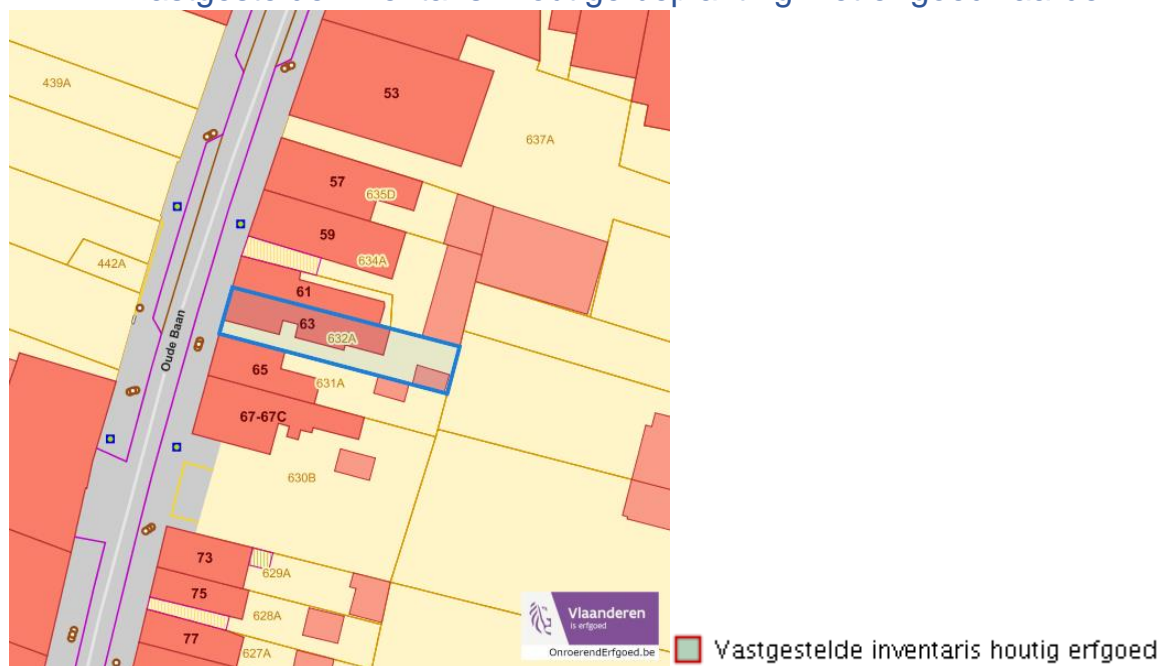 439A
53
637A
57
635D
59
634A
442A
61
63
632A
Oude Baan
65
631A
67-67C
630B
73
629A
75
628A
77
627A
Vlaanderen
is erfgoed
OnroerendErfgoed.be
Vastgestelde inventaris houtig erfgoed